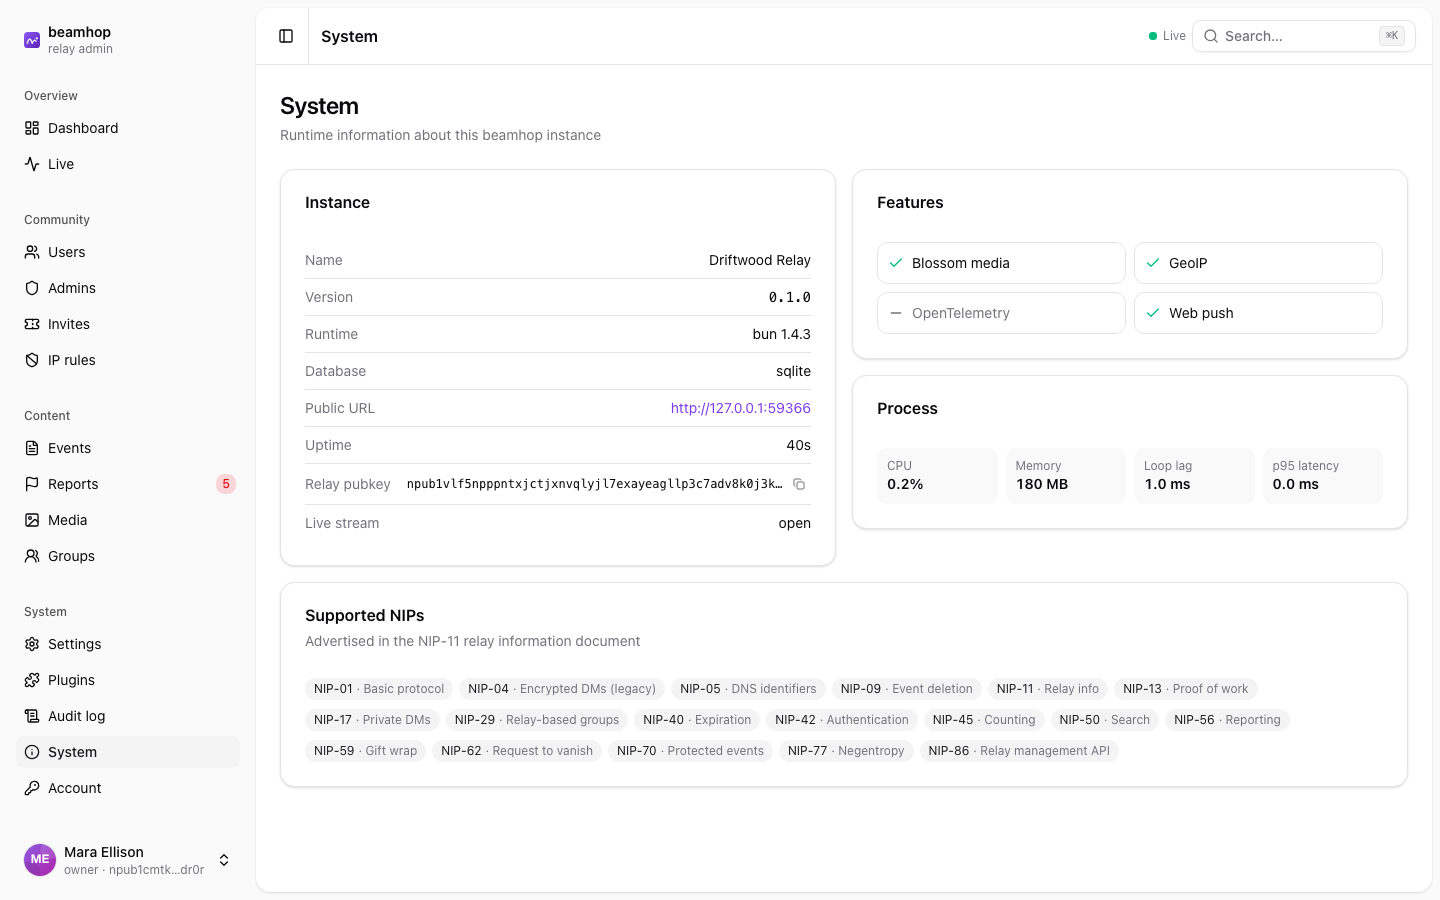 beamhop
relay admin
Overview
Dashboard
Live
Community
Users
Admins
Invites
IP rules
Content
Events
Reports 5
Media
Groups
System
Settings
Plugins
Audit log
System
Account
ME
Mara Ellison
owner · npub1cmtk…dr0r
System
Live
Search...
⌘K
System
Runtime information about this beamhop instance
Instance
Name Driftwood Relay
Version 0.1.0
Runtime bun 1.4.3
Database sqlite
Public URL http://127.0.0.1:59366
Uptime 40s
Relay pubkey npub1vlf5npppntxjctjxnvqlyjl7exayeagllp3c7adv8k0j3k…
Live stream open
Features
Blossom media
GeoIP
OpenTelemetry
Web push
Process
CPU Memory Loop lag p95 latency
0.2% 180 MB 1.0 ms 0.0 ms
Supported NIPs
Advertised in the NIP-11 relay information document
NIP-01 · Basic protocol NIP-04 · Encrypted DMs (legacy) NIP-05 · DNS identifiers NIP-09 · Event deletion NIP-11 · Relay info NIP-13 · Proof of work
NIP-17 · Private DMs NIP-29 · Relay-based groups NIP-40 · Expiration NIP-42 · Authentication NIP-45 · Counting NIP-50 · Search NIP-56 · Reporting
NIP-59 · Gift wrap NIP-62 · Request to vanish NIP-70 · Protected events NIP-77 · Negentropy NIP-86 · Relay management API